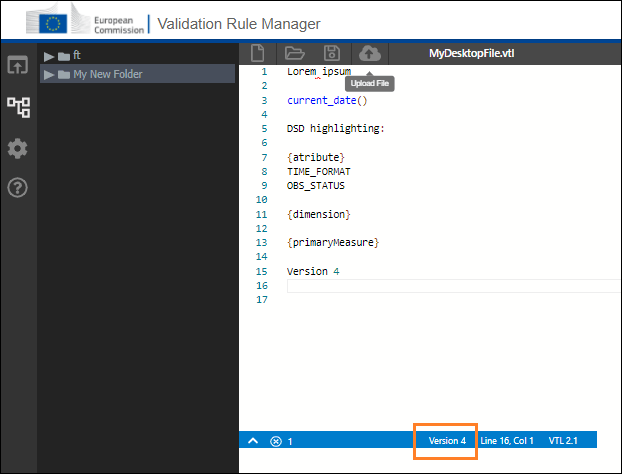 European
Commission
Validation Rule Manager
ft
My New Folder
MyDesktopFile.vtl
Upload File
1 Lorem ipsum
2
3 current_date()
4
5 DSD highlighting:
6
7 {atribute}
8 TIME_FORMAT
9 OBS_STATUS
10
11 {dimension}
12
13 {primaryMeasure}
14
15 Version 4
16
17
1 Version 4 Line 16, Col 1 VTL 2.1